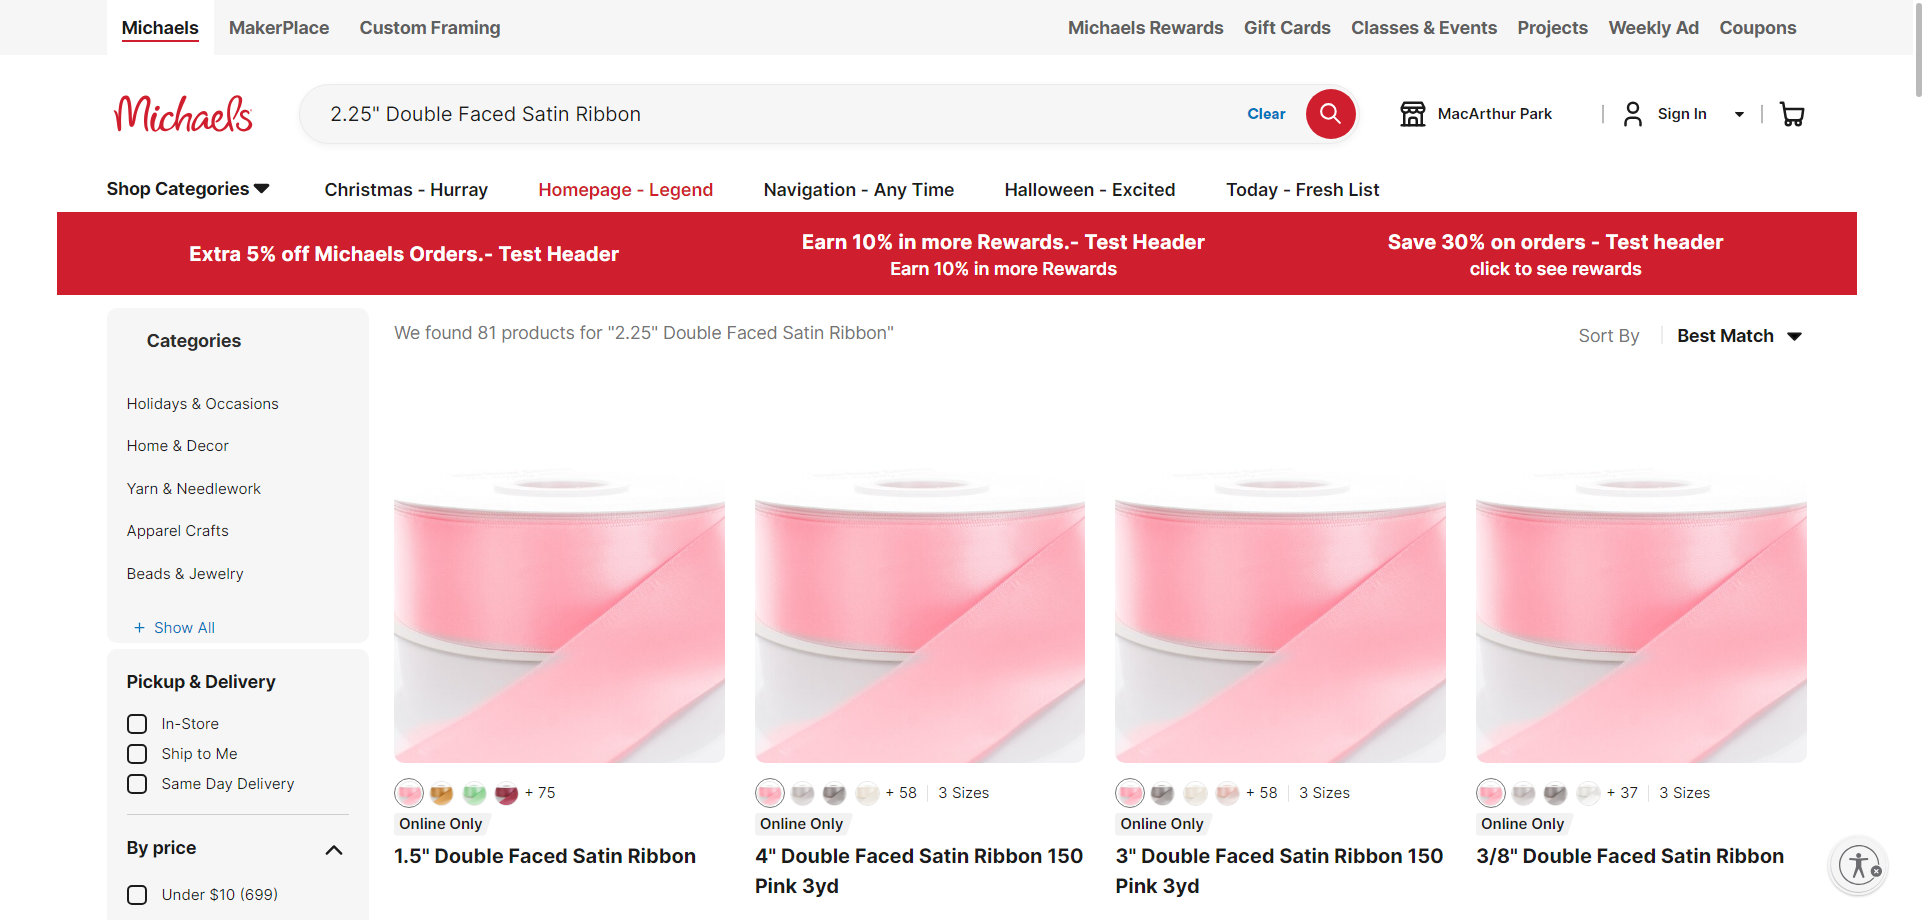 Michaels
MakerPlace
Custom Framing
Michaels Rewards
Gift Cards
Classes & Events
Projects
Weekly Ad
Coupons
Michaels
2.25" Double Faced Satin Ribbon
Clear
MacArthur Park
Sign In
Shop Categories
Christmas - Hurray
Homepage - Legend
Navigation - Any Time
Halloween - Excited
Today - Fresh List
Extra 5% off Michaels Orders.- Test Header
Earn 10% in more Rewards.- Test Header
Earn 10% in more Rewards
Save 30% on orders - Test header
click to see rewards
Categories
Holidays & Occasions
Home & Decor
Yarn & Needlework
Apparel Crafts
Beads & Jewelry
+ Show All
Pickup & Delivery
In-Store
Ship to Me
Same Day Delivery
By price
Under $10 (699)
We found 81 products for "2.25" Double Faced Satin Ribbon"
Sort By
Best Match
+ 75
Online Only
1.5" Double Faced Satin Ribbon
+ 58
3 Sizes
Online Only
4" Double Faced Satin Ribbon 150
Pink 3yd
+ 58
3 Sizes
Online Only
3" Double Faced Satin Ribbon 150
Pink 3yd
+ 37
3 Sizes
Online Only
3/8" Double Faced Satin Ribbon